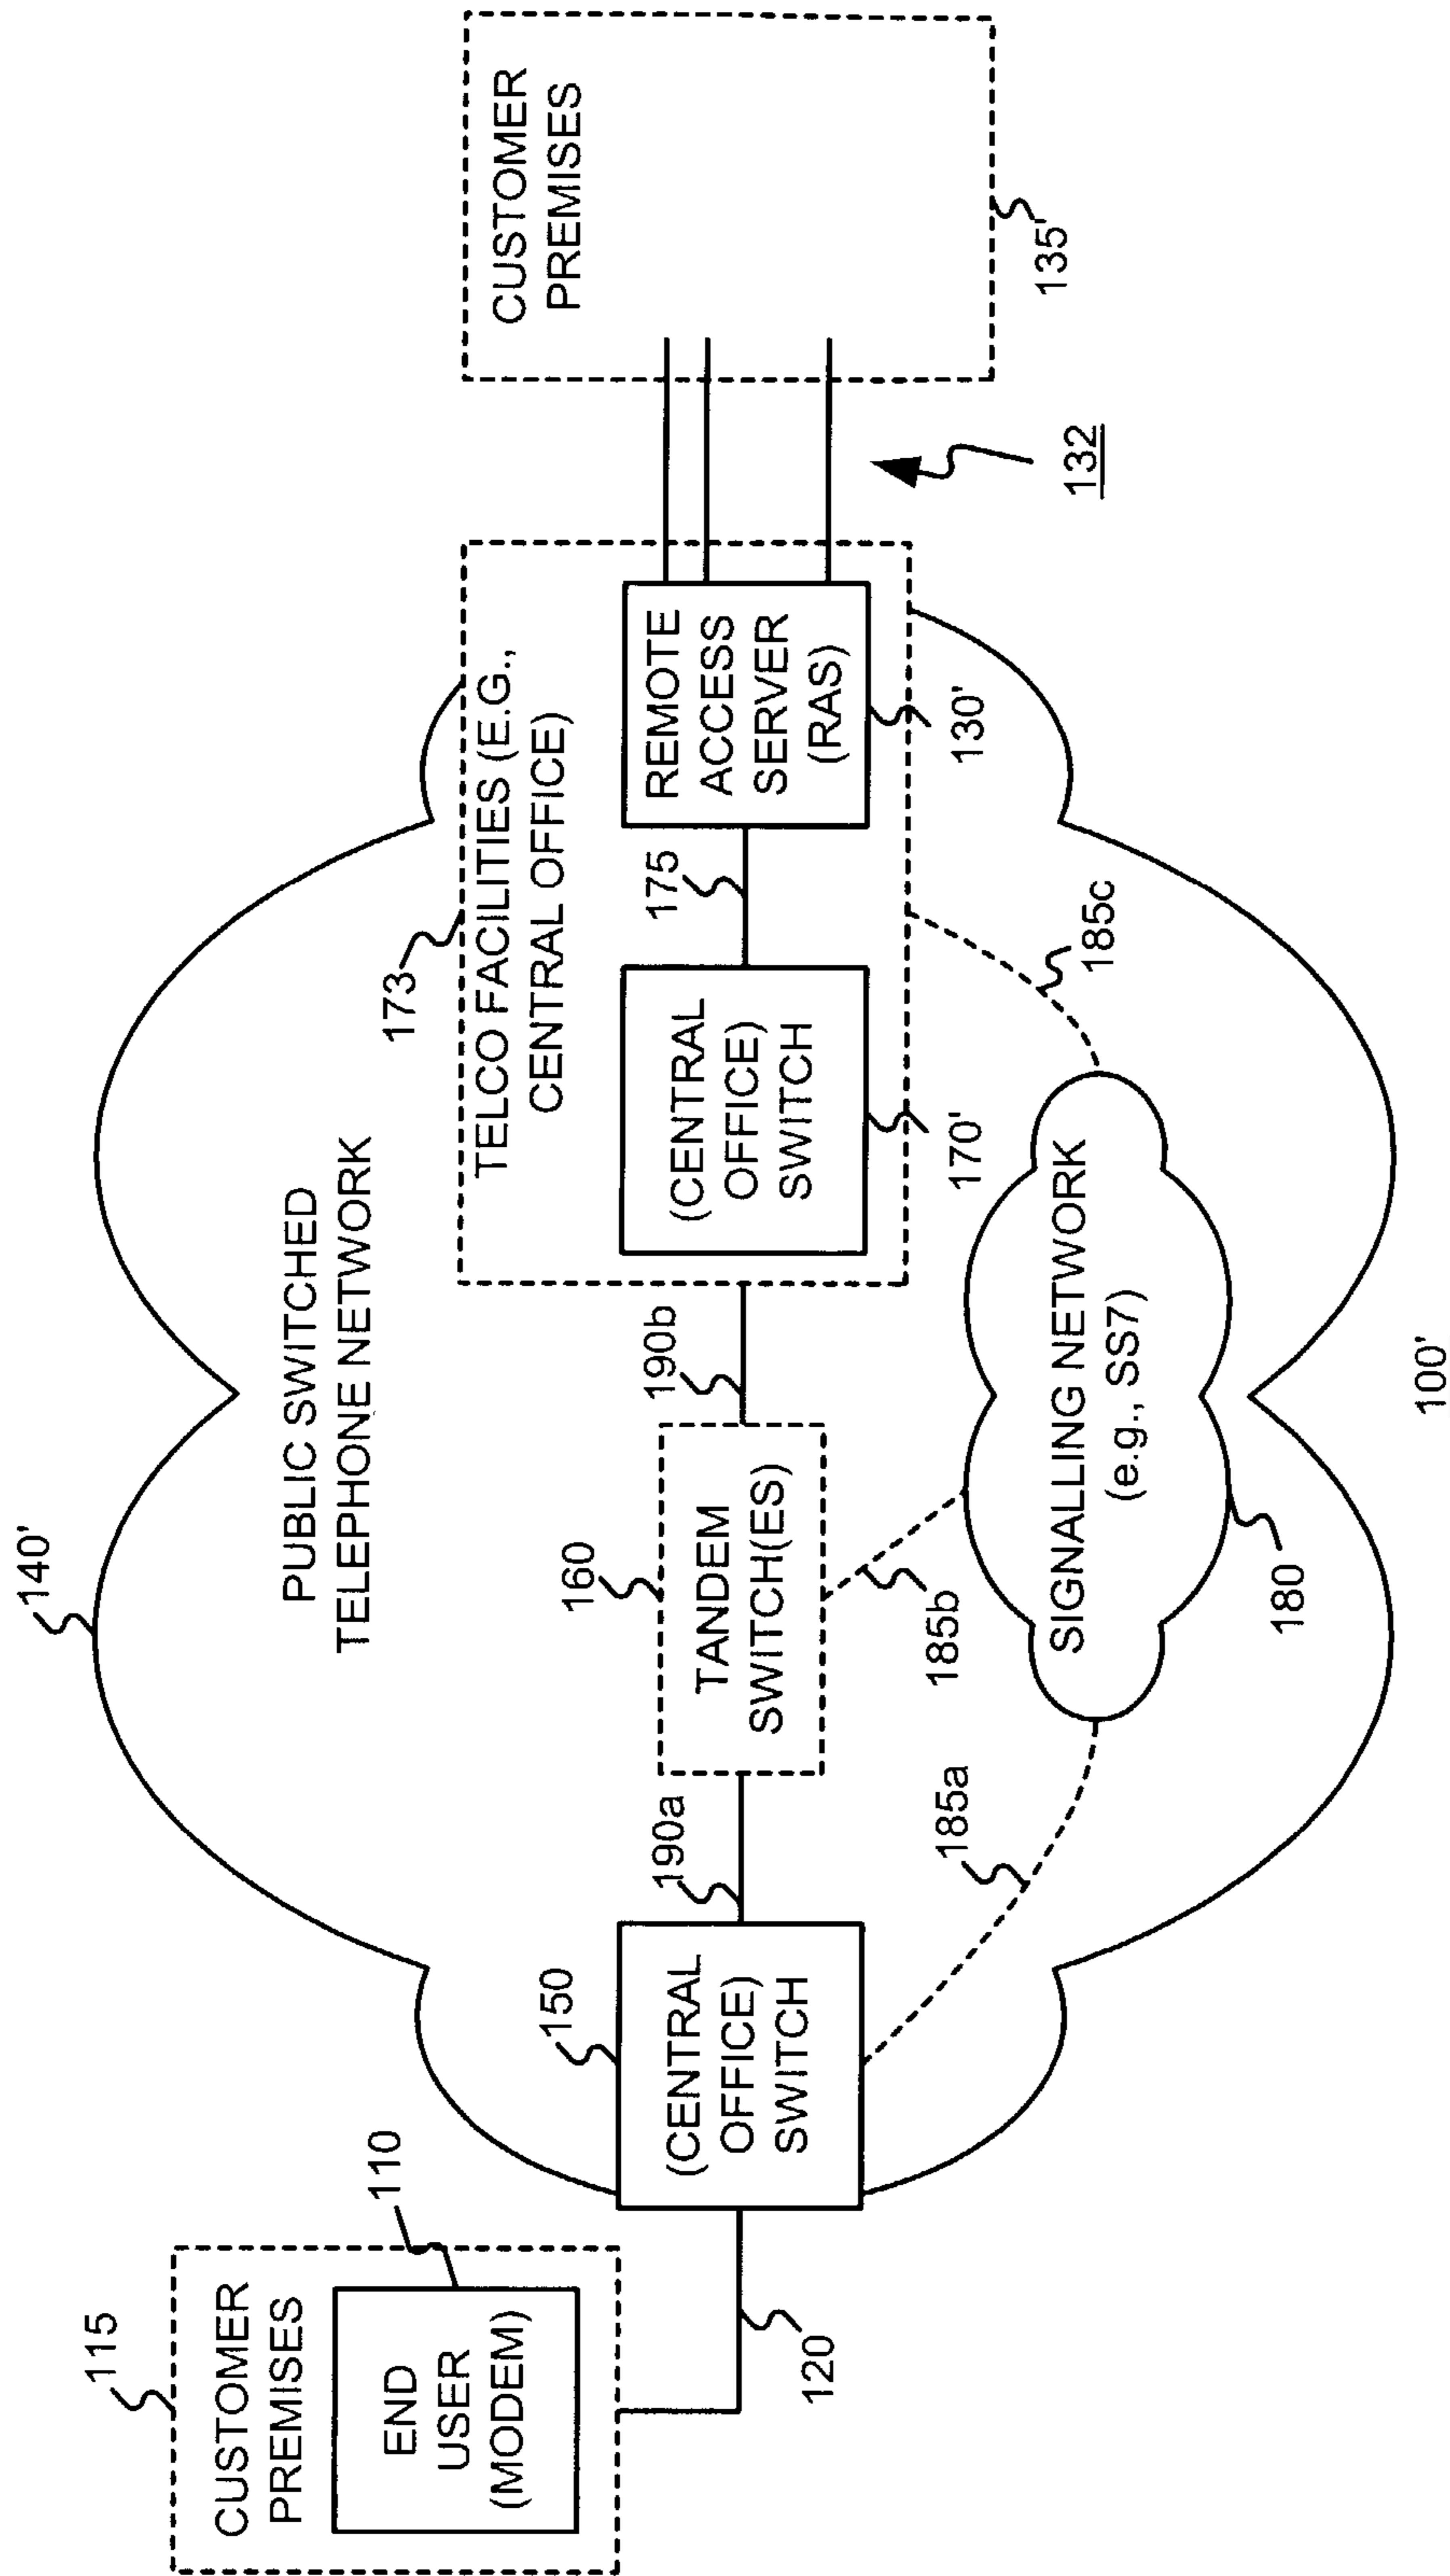 140'
PUBLIC SWITCHED
TELEPHONE NETWORK
115
CUSTOMER
PREMISES
END
USER
(MODEM)
110
120
150
(CENTRAL
OFFICE)
SWITCH
190a
160
TANDEM
SWITCH(ES)
190b
173
TELCO FACILITIES (E.G.,
CENTRAL OFFICE)
(CENTRAL
OFFICE)
SWITCH
170'
175
REMOTE
ACCESS
SERVER
(RAS)
130'
132
CUSTOMER
PREMISES
135'
185a
185b
185c
SIGNALLING NETWORK
(e.g., SS7)
180
100'